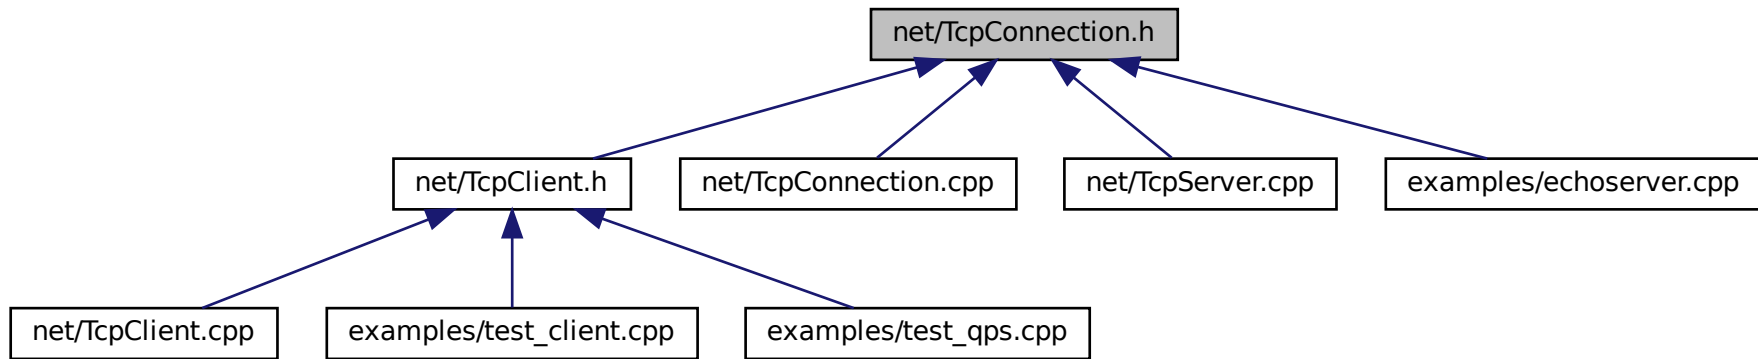 net/TcpConnection.h
net/TcpClient.h
net/TcpConnection.cpp
net/TcpServer.cpp
examples/echoserver.cpp
net/TcpClient.cpp
examples/test_client.cpp
examples/test_qps.cpp